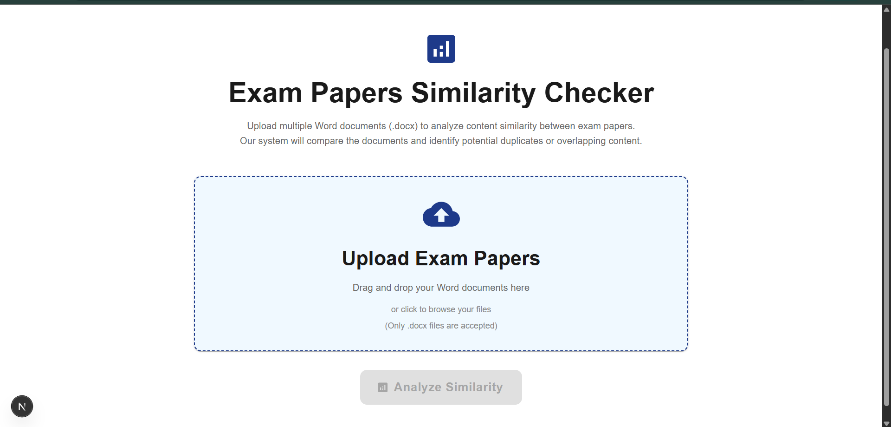 Exam Papers Similarity Checker
Upload multiple Word documents (.docx) to analyze content similarity between exam papers.
Our system will compare the documents and identify potential duplicates or overlapping content.
Upload Exam Papers
Drag and drop your Word documents here
or click to browse your files
(Only .docx files are accepted)
Analyze Similarity
N